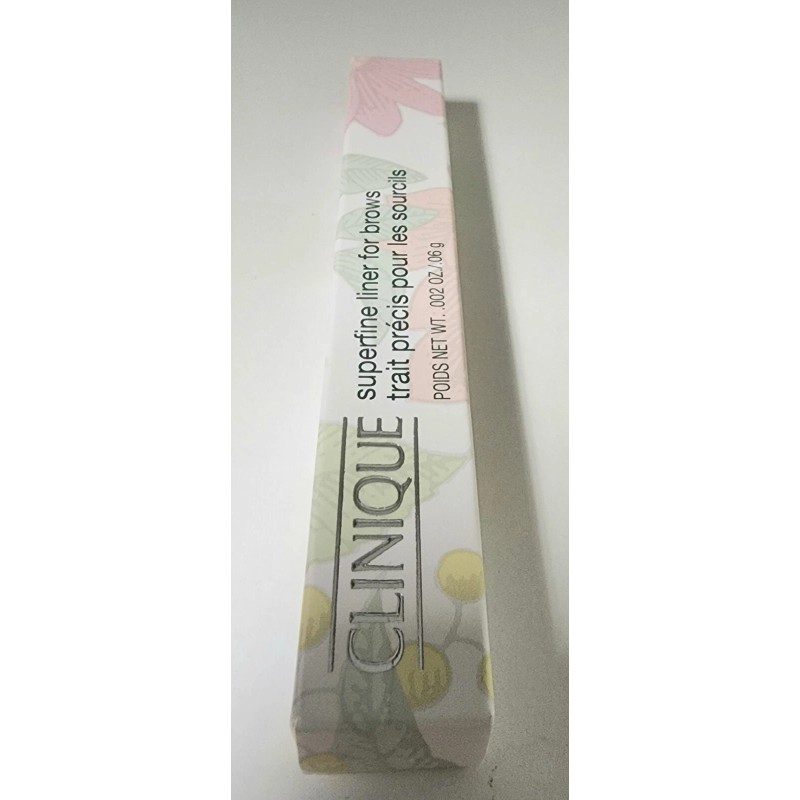 CLINIQUE
superfine liner for brows
trait précis pour les sourcils
POIDS NET WT. .002 OZ./.06 g